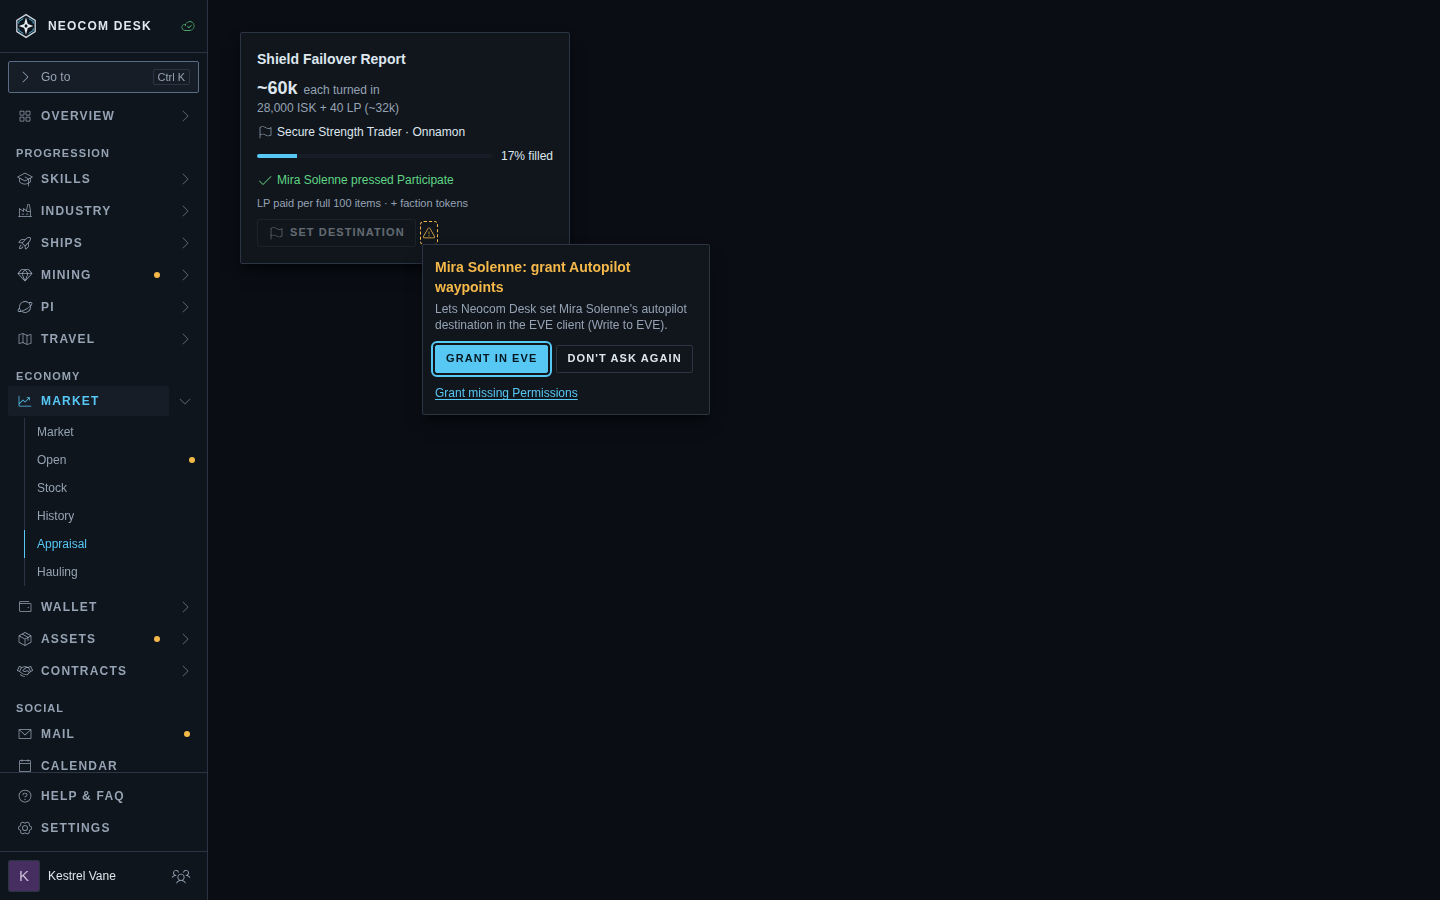 NEOCOM DESK
Go to
Ctrl K
OVERVIEW
PROGRESSION
SKILLS
INDUSTRY
SHIPS
MINING
PI
TRAVEL
ECONOMY
MARKET
Market
Open
Stock
History
Appraisal
Hauling
WALLET
ASSETS
CONTRACTS
SOCIAL
MAIL
CALENDAR
HELP & FAQ
SETTINGS
K
Kestrel Vane
Shield Failover Report
~60k each turned in
28,000 ISK + 40 LP (~32k)
Secure Strength Trader · Onnamon
17% filled
Mira Solenne pressed Participate
LP paid per full 100 items · + faction tokens
SET DESTINATION
Mira Solenne: grant Autopilot
waypoints
Lets Neocom Desk set Mira Solenne's autopilot
destination in the EVE client (Write to EVE).
GRANT IN EVE
DON'T ASK AGAIN
Grant missing Permissions